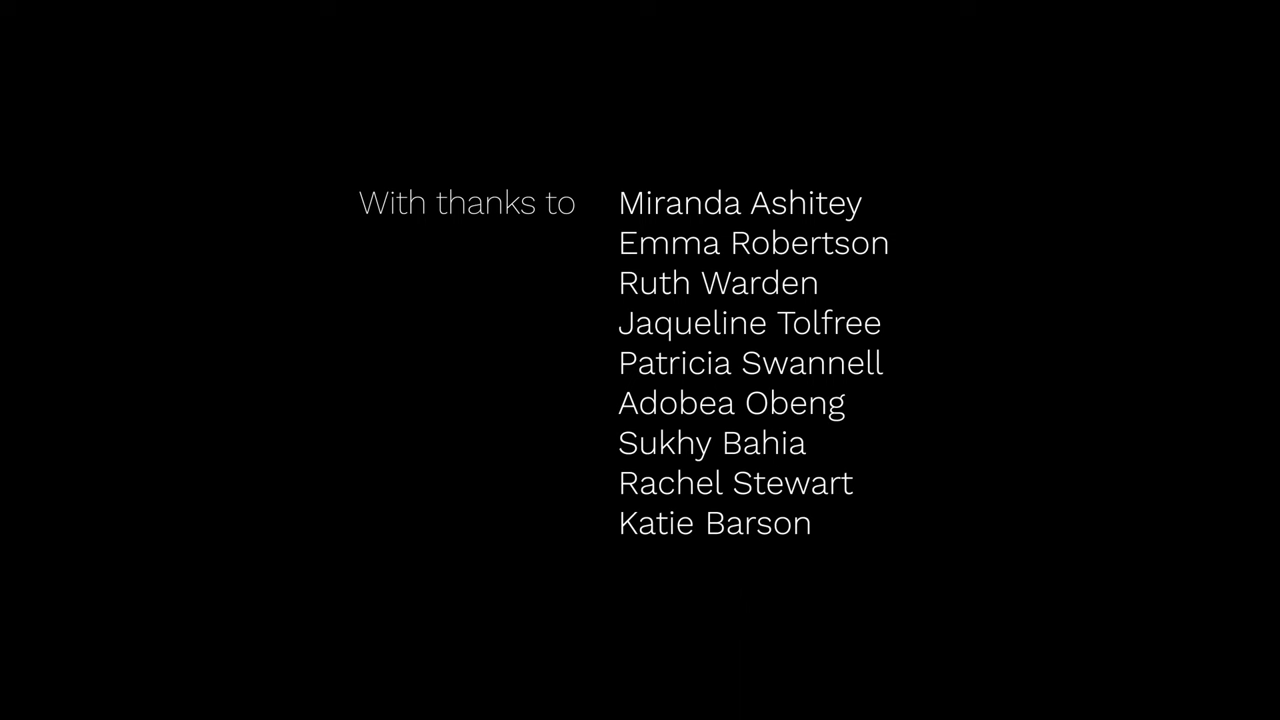 With thanks to Miranda Ashitey
Emma Robertson
Ruth Warden
Jaqueline Tolfree
Patricia Swannell
Adobea Obeng
Sukhy Bahia
Rachel Stewart
Katie Barson